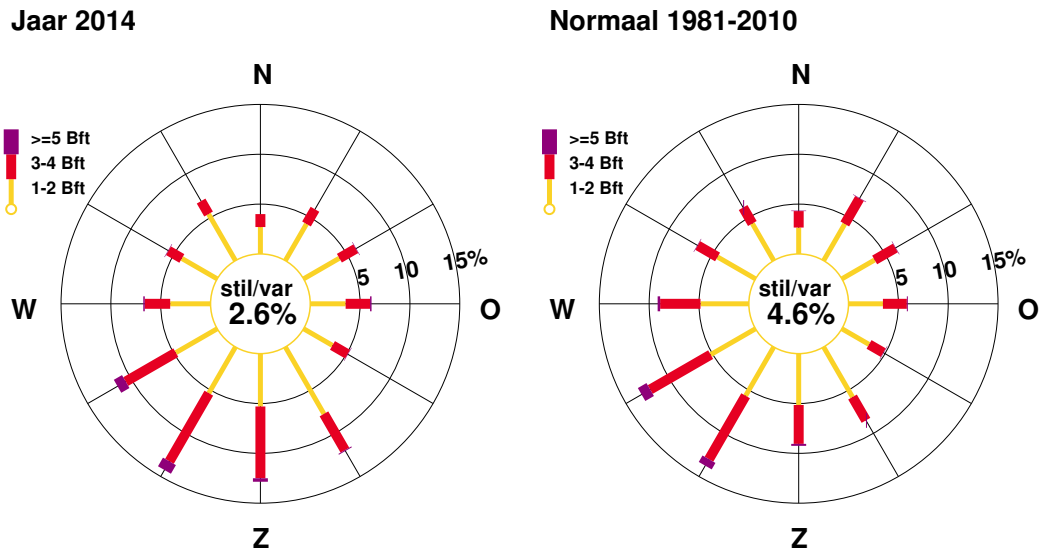 Jaar 2014
N
>=5 Bft
3-4 Bft
1-2 Bft
5
10
15%
stil/var
2.6%
W
O
Z
Normaal 1981-2010
N
>=5 Bft
3-4 Bft
1-2 Bft
5
10
15%
stil/var
4.6%
W
O
Z